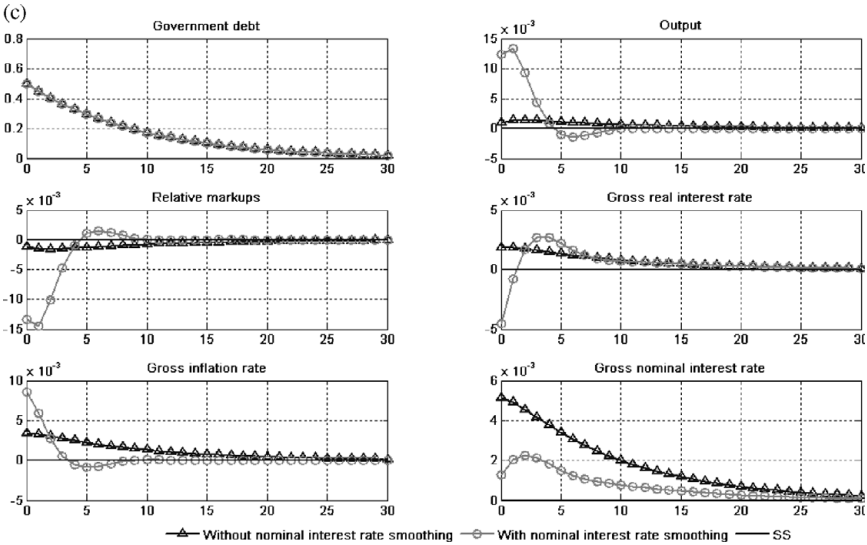 (c)
Government debt
0.8
0.6
0.4
0.2
0
0 5 10 15 20 25 30
Output
x 10⁻³
15
10
5
0
-5
0 5 10 15 20 25 30
Relative markups
x 10⁻³
5
0
-5
-10
-15
0 5 10 15 20 25 30
Gross real interest rate
x 10⁻³
5
0
-5
0 5 10 15 20 25 30
Gross inflation rate
x 10⁻³
10
5
0
-5
0 5 10 15 20 25 30
Gross nominal interest rate
x 10⁻³
6
4
2
0
0 5 10 15 20 25 30
Without nominal interest rate smoothing With nominal interest rate smoothing SS